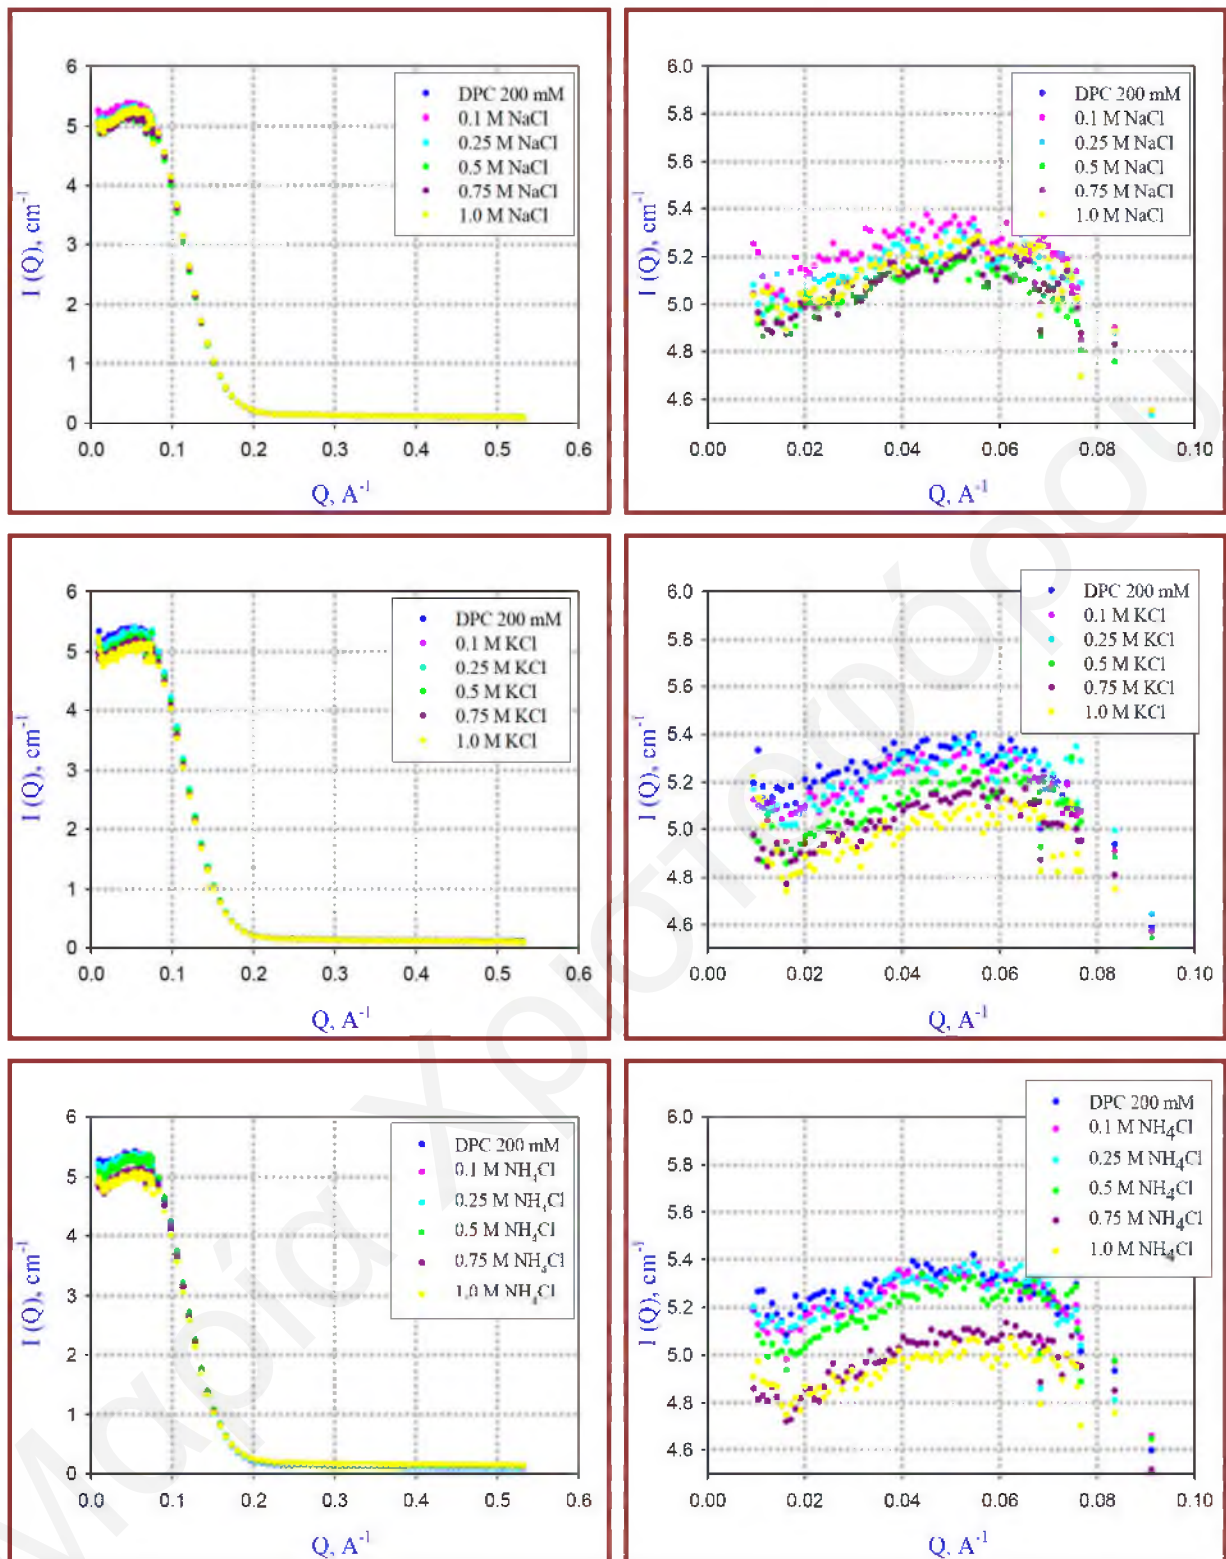 6
5
4
3
2
1
0
0.0 0.1 0.2 0.3 0.4 0.5 0.6
I (Q), cm-1
Q, A-1
DPC 200 mM
0.1 M NaCl
0.25 M NaCl
0.5 M NaCl
0.75 M NaCl
1.0 M NaCl
6.0
5.8
5.6
5.4
5.2
5.0
4.8
4.6
0.00 0.02 0.04 0.06 0.08 0.10
I (Q), cm-1
Q, A-1
DPC 200 mM
0.1 M NaCl
0.25 M NaCl
0.5 M NaCl
0.75 M NaCl
1.0 M NaCl
6
5
4
3
2
1
0
0.0 0.1 0.2 0.3 0.4 0.5 0.6
I (Q), cm-1
Q, A-1
DPC 200 mM
0.1 M KCl
0.25 M KCl
0.5 M KCl
0.75 M KCl
1.0 M KCl
6.0
5.8
5.6
5.4
5.2
5.0
4.8
4.6
0.00 0.02 0.04 0.06 0.08 0.10
I (Q), cm-1
Q, A-1
DPC 200 mM
0.1 M KCl
0.25 M KCl
0.5 M KCl
0.75 M KCl
1.0 M KCl
6
5
4
3
2
1
0
0.0 0.1 0.2 0.3 0.4 0.5 0.6
I (Q), cm-1
Q, A-1
DPC 200 mM
0.1 M NH4Cl
0.25 M NH4Cl
0.5 M NH4Cl
0.75 M NH4Cl
1.0 M NH4Cl
6.0
5.8
5.6
5.4
5.2
5.0
4.8
4.6
0.00 0.02 0.04 0.06 0.08 0.10
I (Q), cm-1
Q, A-1
DPC 200 mM
0.1 M NH4Cl
0.25 M NH4Cl
0.5 M NH4Cl
0.75 M NH4Cl
1.0 M NH4Cl
Μαρία Χριστοφόρου